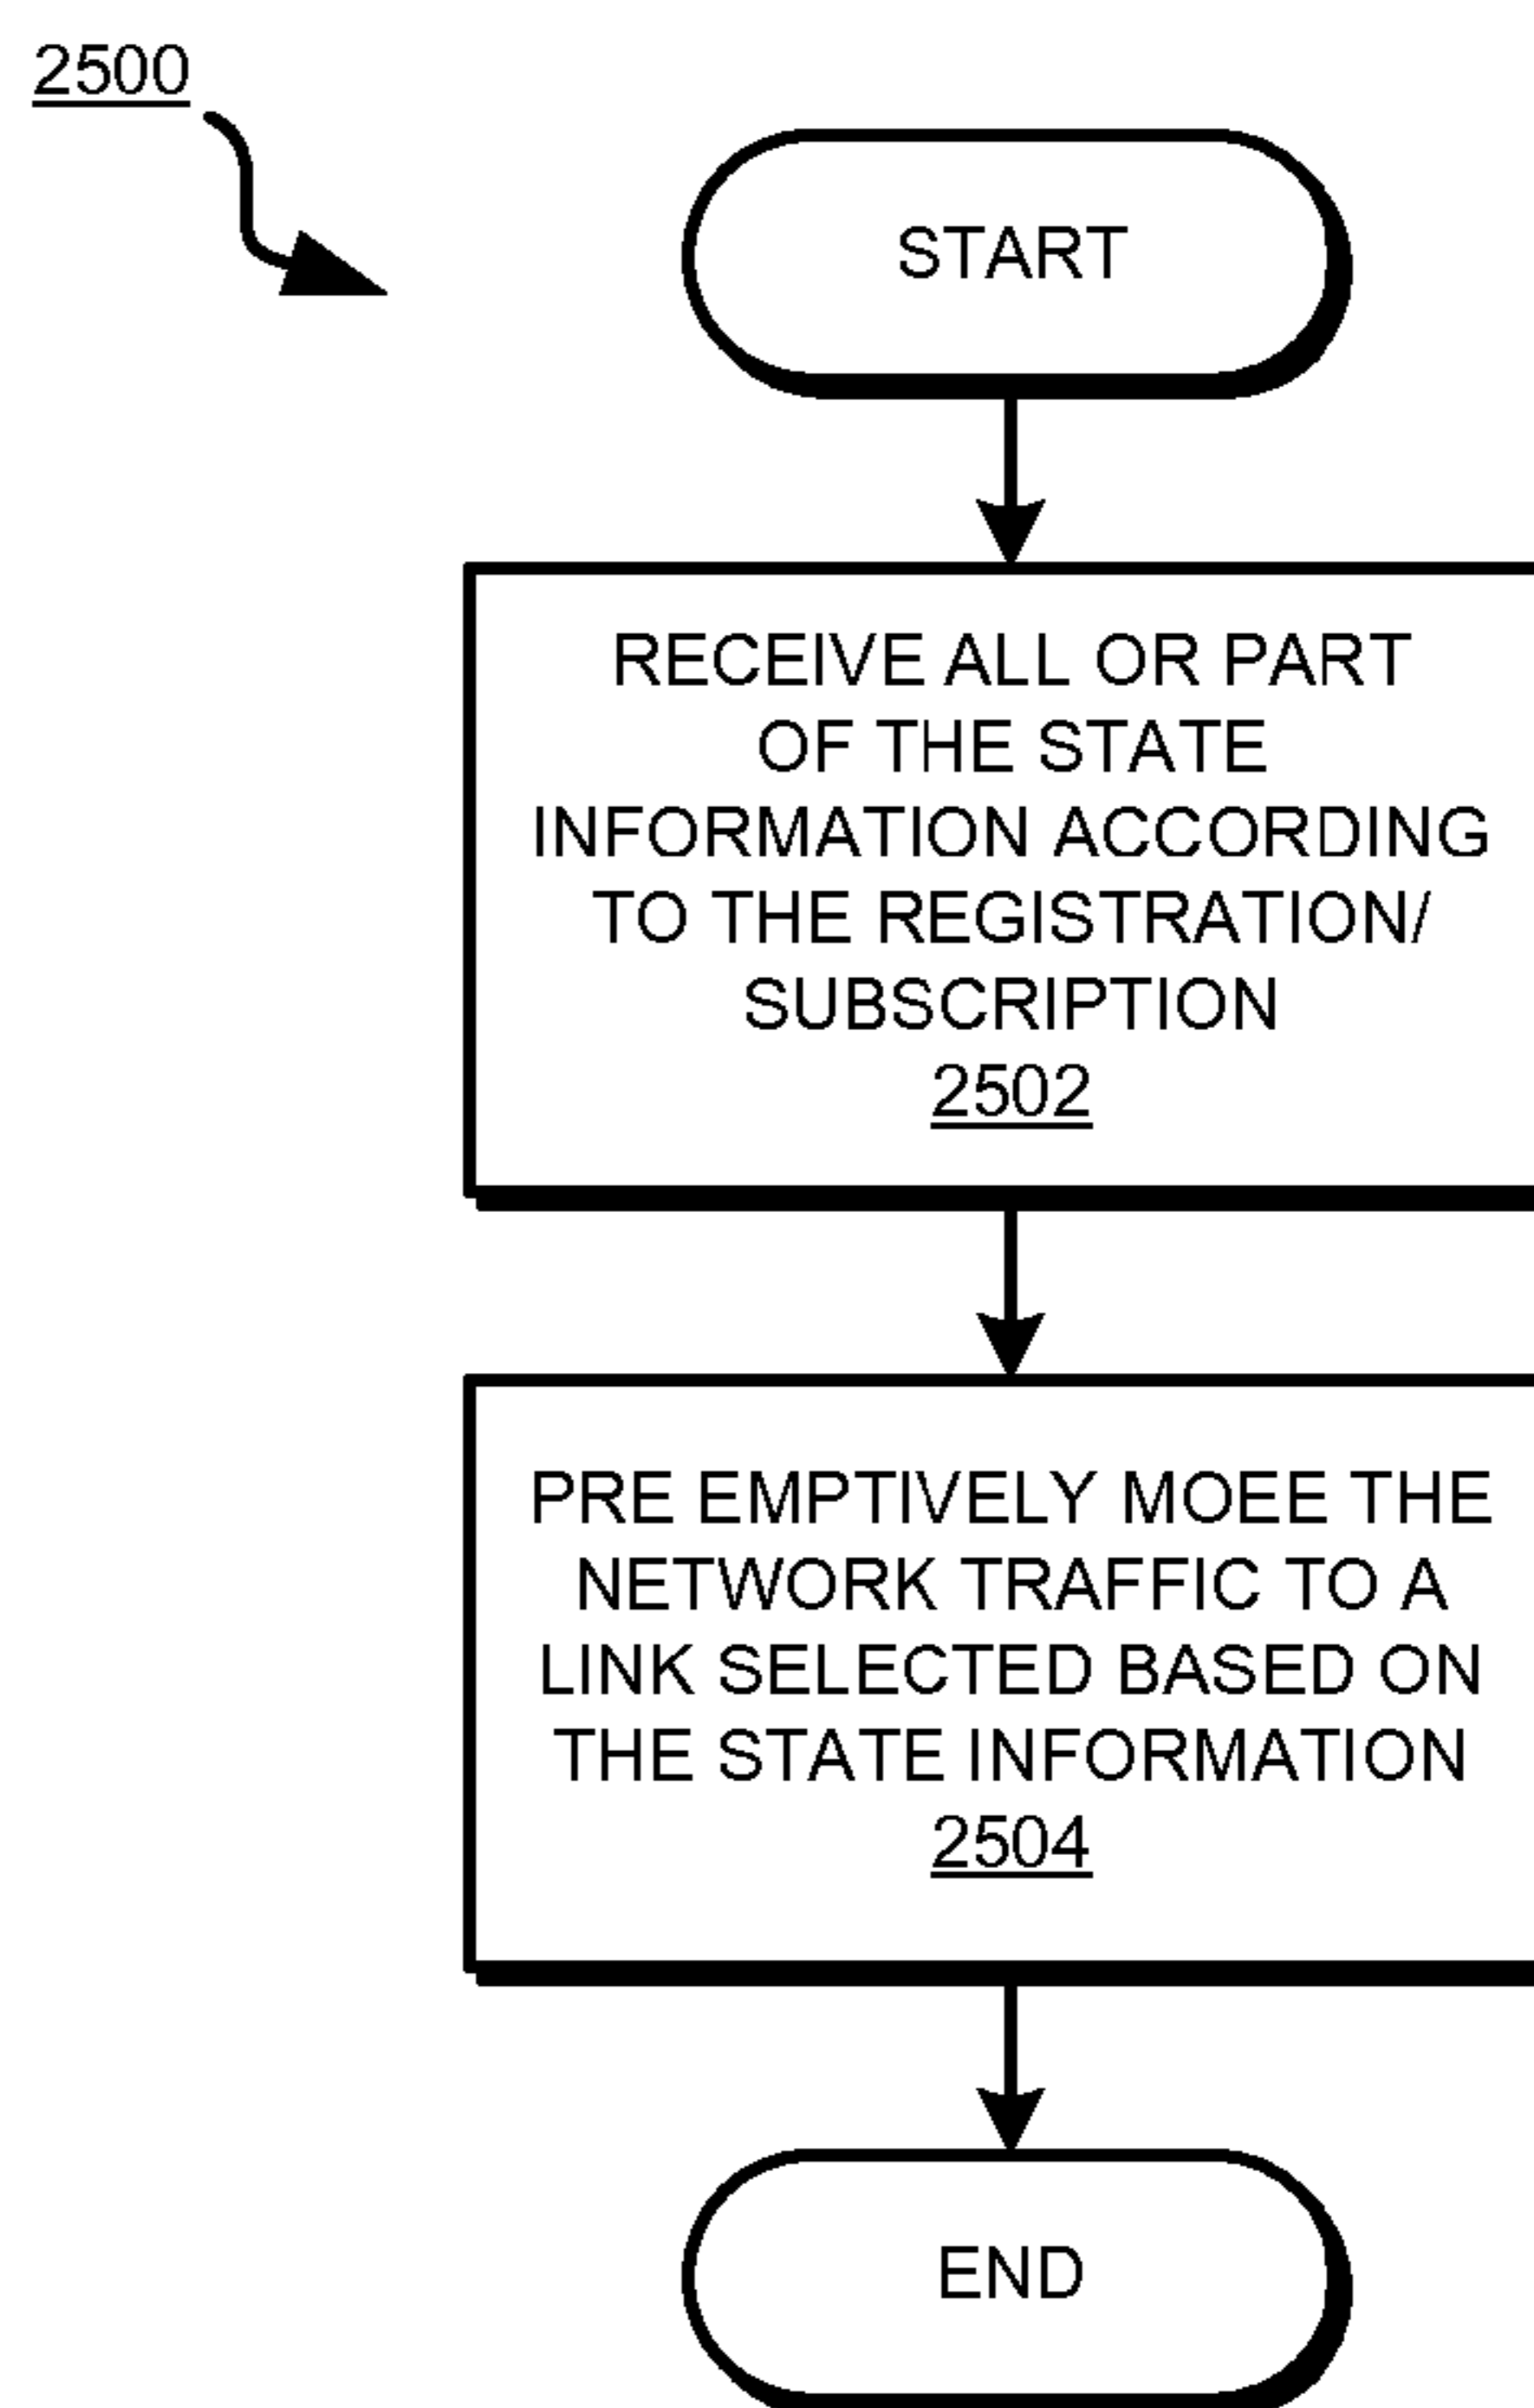 2500
START
RECEIVE ALL OR PART
OF THE STATE
INFORMATION ACCORDING
TO THE REGISTRATION/
SUBSCRIPTION
2502
PRE EMPTIVELY MOEE THE
NETWORK TRAFFIC TO A
LINK SELECTED BASED ON
THE STATE INFORMATION
2504
END